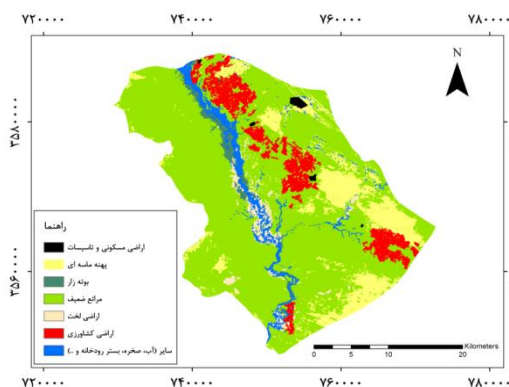 ۷۲۰۰۰۰ ۷۴۰۰۰۰ ۷۶۰۰۰۰ ۷۸۰۰۰۰
N
۳۵۸۰۰۰۰
۳۵۶۰۰۰۰
راهنما
اراضی مسکونی و تاسیسات
پهنه ماسه ای
بوته زار
مراتع ضعیف
اراضی لخت
اراضی کشاورزی
سایر (آب، صخره، بستر رودخانه و ..)
Kilometers
0 5 10 20
۷۲۰۰۰۰ ۷۴۰۰۰۰ ۷۶۰۰۰۰ ۷۸۰۰۰۰